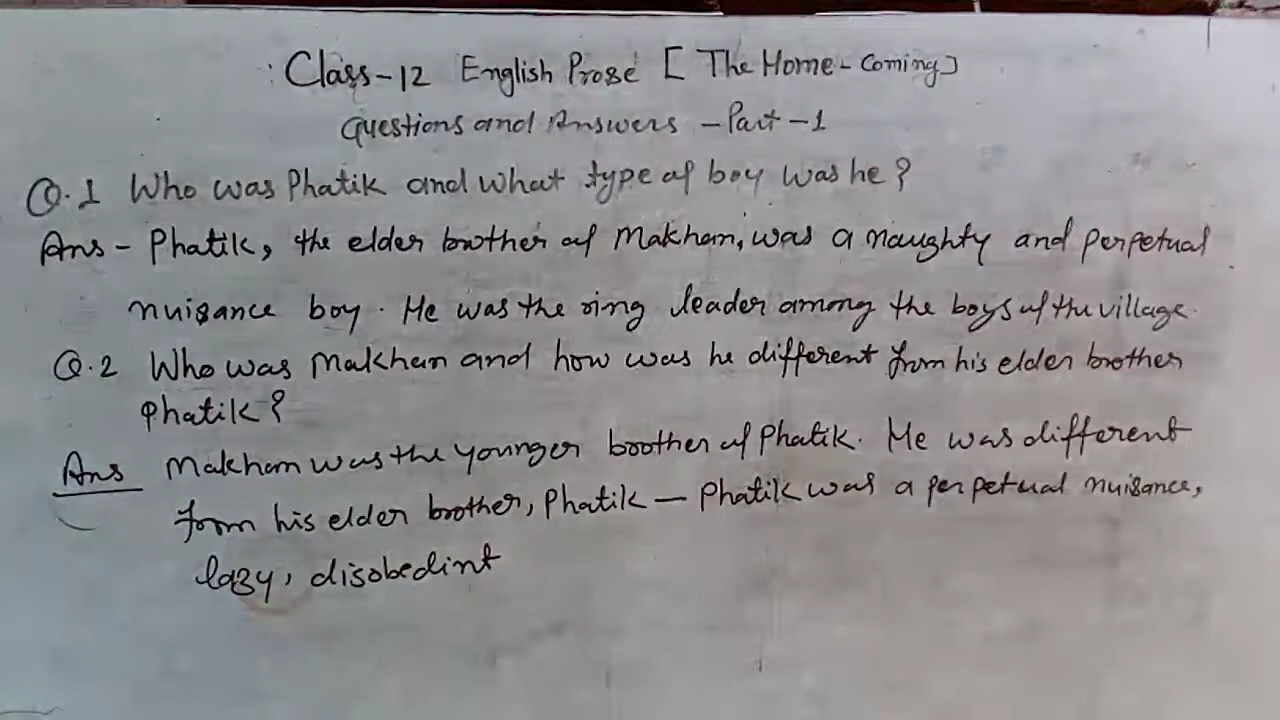 Class-12 English Prose [ The Home-Coming]
Questions and Answers - Part-1
Q.1 Who was Phatik and what type of boy was he?
Ans - Phatik, the elder brother of Makhan, was a naughty and perpetual
nuisance boy. He was the ring leader among the boys of the village.
Q.2 Who was Makhan and how was he different from his elder brother
Phatik?
Ans Makhan was the younger broother of Phatik. He was different
from his elder brother, Phatik — Phatik was a perpetual nuisance,
lazy, disobedint